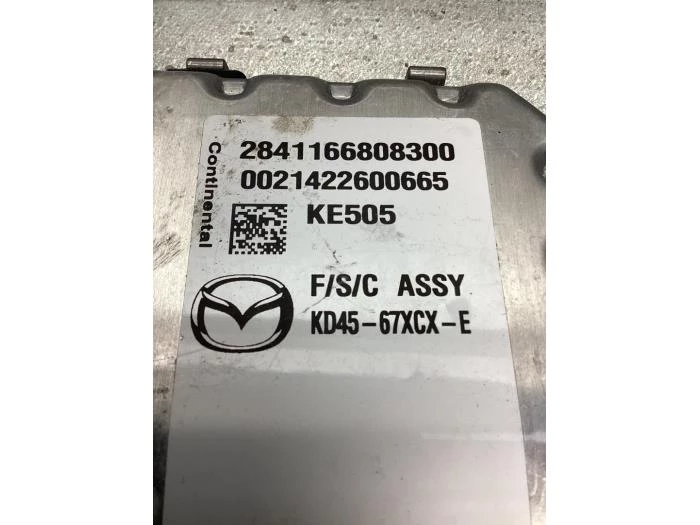 Continental
2841166808300
0021422600665
KE505
F/S/C ASSY
KD45-67XCX-E